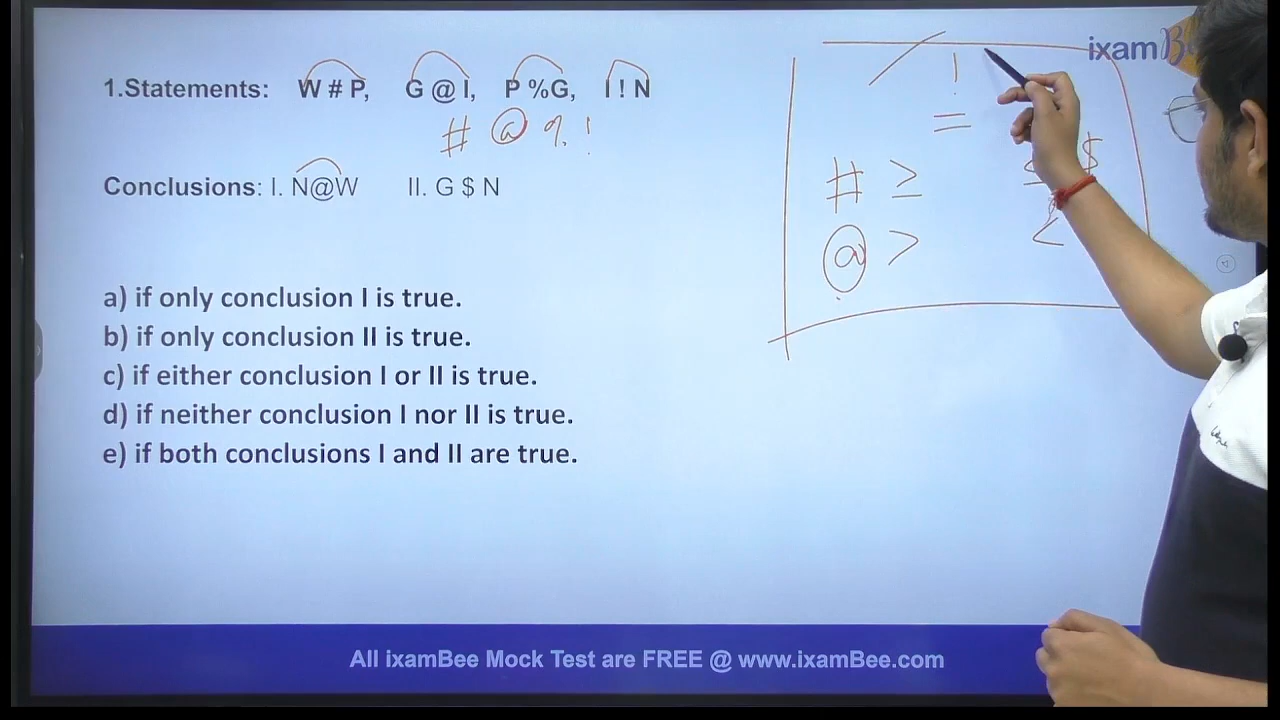 ixamBee
1.Statements: W # P, G @ I, P %G, I ! N
# @ %. !
Conclusions: I. N@W II. G $ N
!
=
# ≥ ≤ $
@ > <
a) if only conclusion I is true.
b) if only conclusion II is true.
c) if either conclusion I or II is true.
d) if neither conclusion I nor II is true.
e) if both conclusions I and II are true.
All ixamBee Mock Test are FREE @ www.ixamBee.com